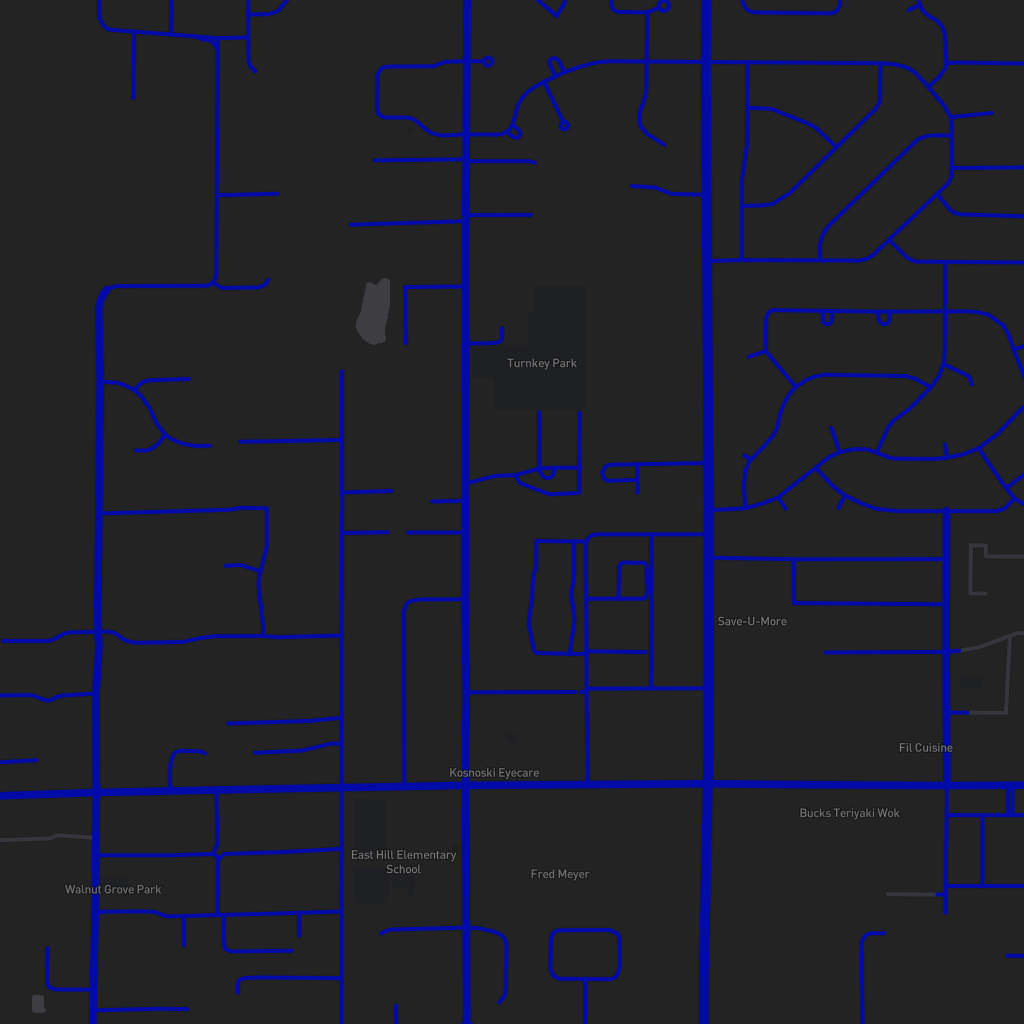 Turnkey Park
Save-U-More
Fil Cuisine
Kosnoski Eyecare
Bucks Teriyaki Wok
East Hill Elementary
School
Fred Meyer
Walnut Grove Park